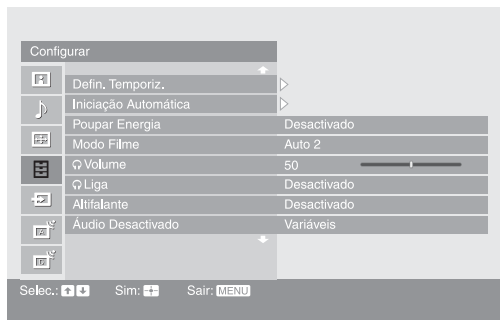 Configurar
Defin. Temporiz.
Iniciação Automática
Poupar Energia Desactivado
Modo Filme Auto 2
Volume 50
Liga Desactivado
Altifalante Desactivado
Áudio Desactivado Variáveis
Selec.: Sim: Sair: MENU